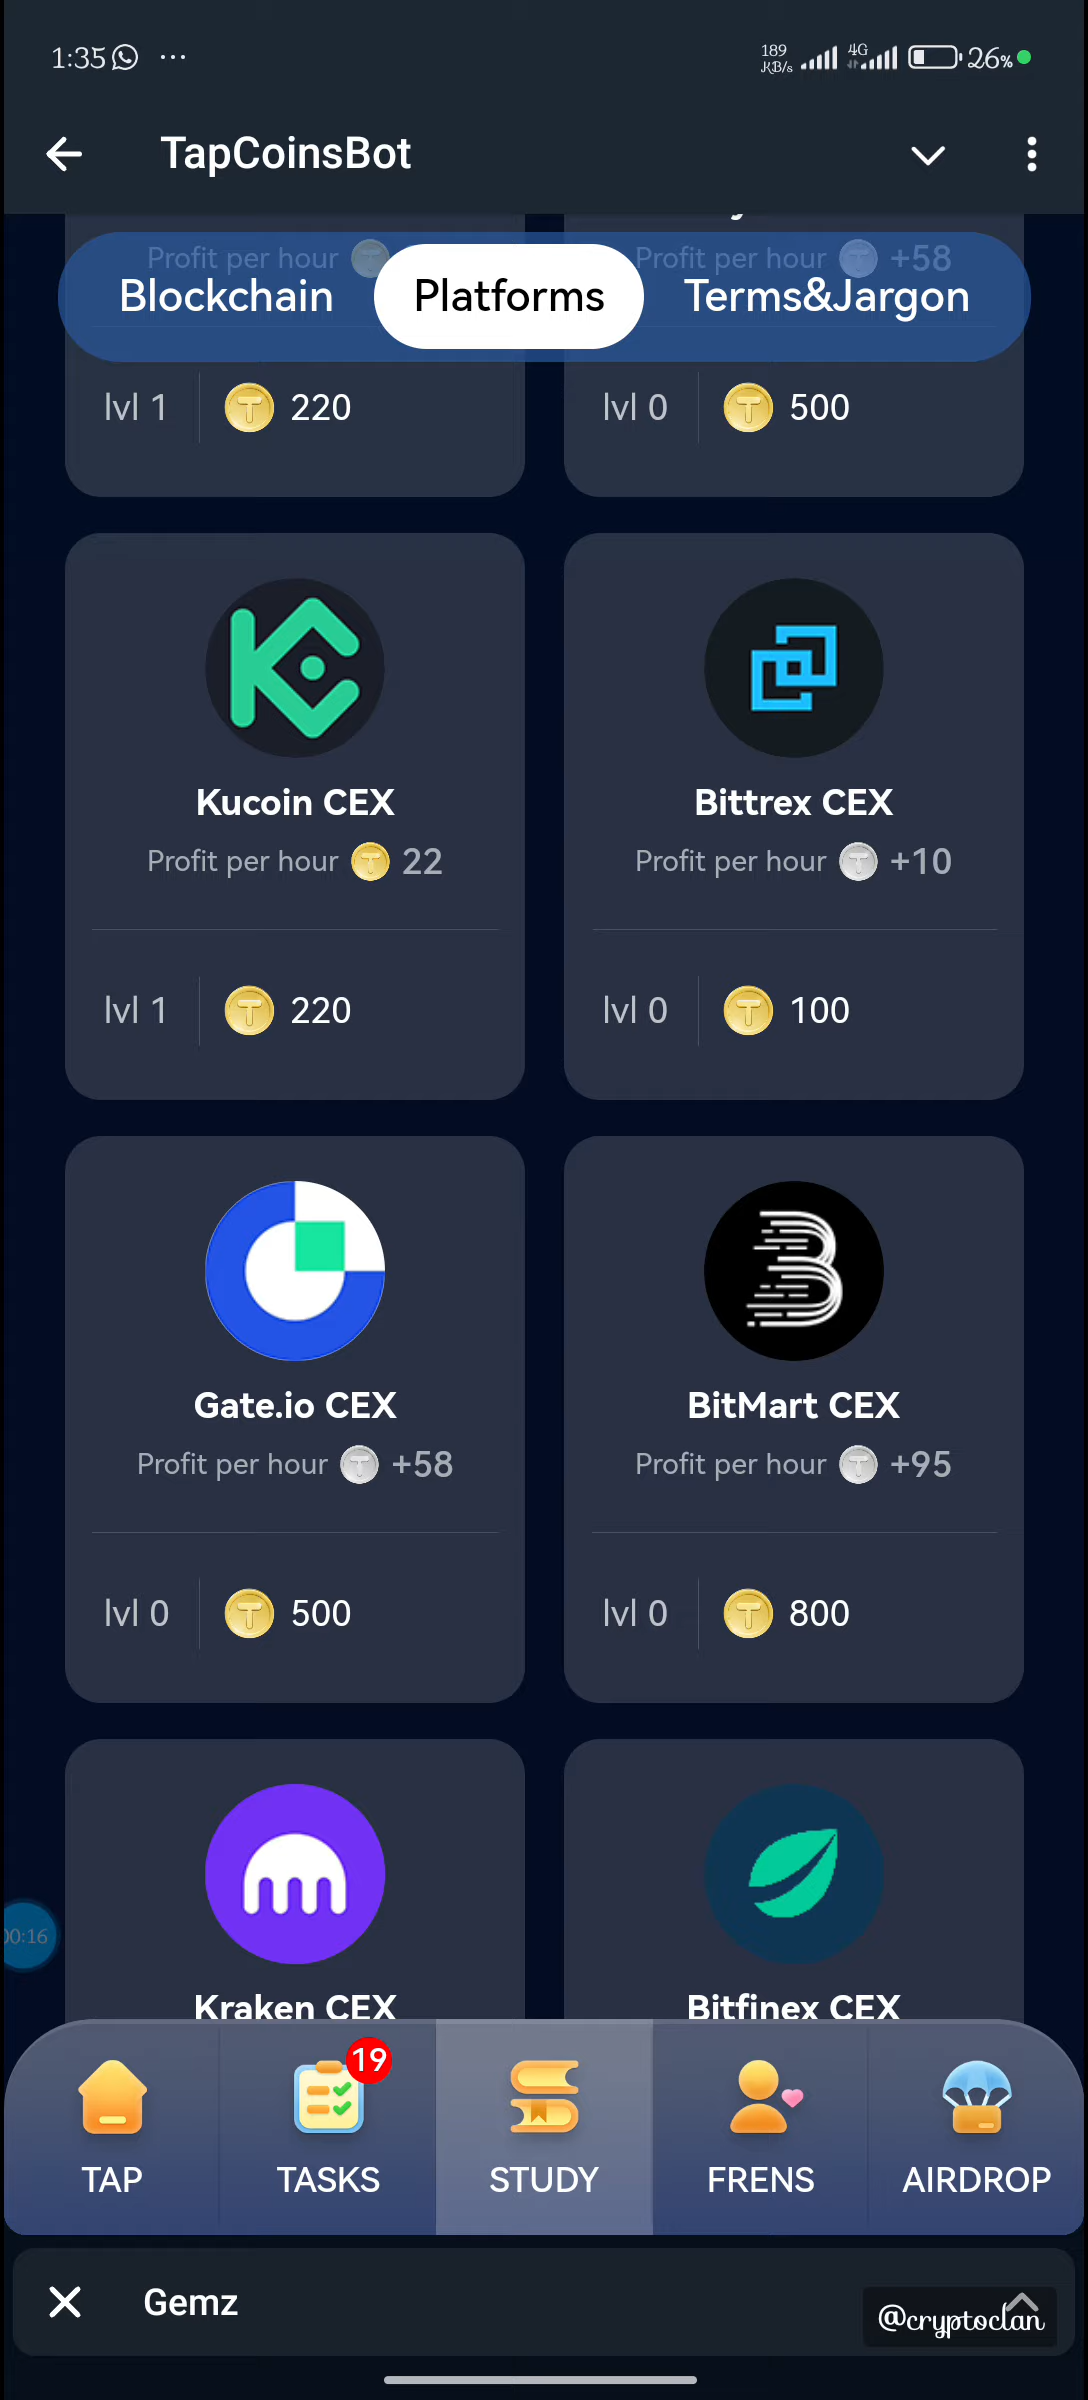 1:35 ... 189 KB/s 4G 26%
TapCoinsBot
Profit per hour Profit per hour +58
Blockchain Platforms Terms&Jargon
lvl 1 220 lvl 0 500
Kucoin CEX Bittrex CEX
Profit per hour 22 Profit per hour +10
lvl 1 220 lvl 0 100
Gate.io CEX BitMart CEX
Profit per hour +58 Profit per hour +95
lvl 0 500 lvl 0 800
00:16
Kraken CEX Bitfinex CEX
19
TAP TASKS STUDY FRENS AIRDROP
Gemz
@cryptoclan